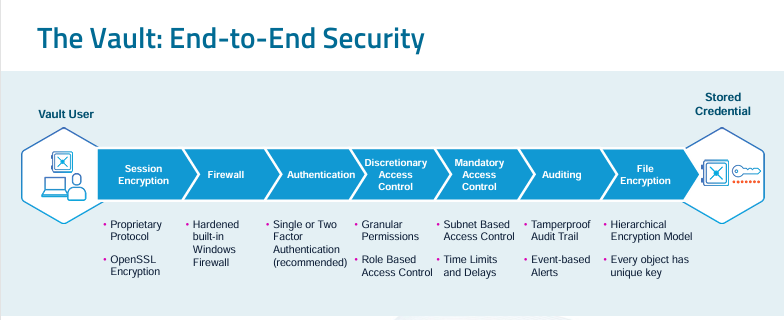 The Vault: End-to-End Security
Vault User
Stored
Credential
Session
Encryption
Firewall
Authentication
Discretionary
Access
Control
Mandatory
Access
Control
Auditing
File
Encryption
• Proprietary
Protocol
• OpenSSL
Encryption
• Hardened
built-in
Windows
Firewall
• Single or Two
Factor
Authentication
(recommended)
• Granular
Permissions
• Role Based
Access Control
• Subnet Based
Access Control
• Time Limits
and Delays
• Tamperproof
Audit Trail
• Event-based
Alerts
• Hierarchical
Encryption Model
• Every object has
unique key